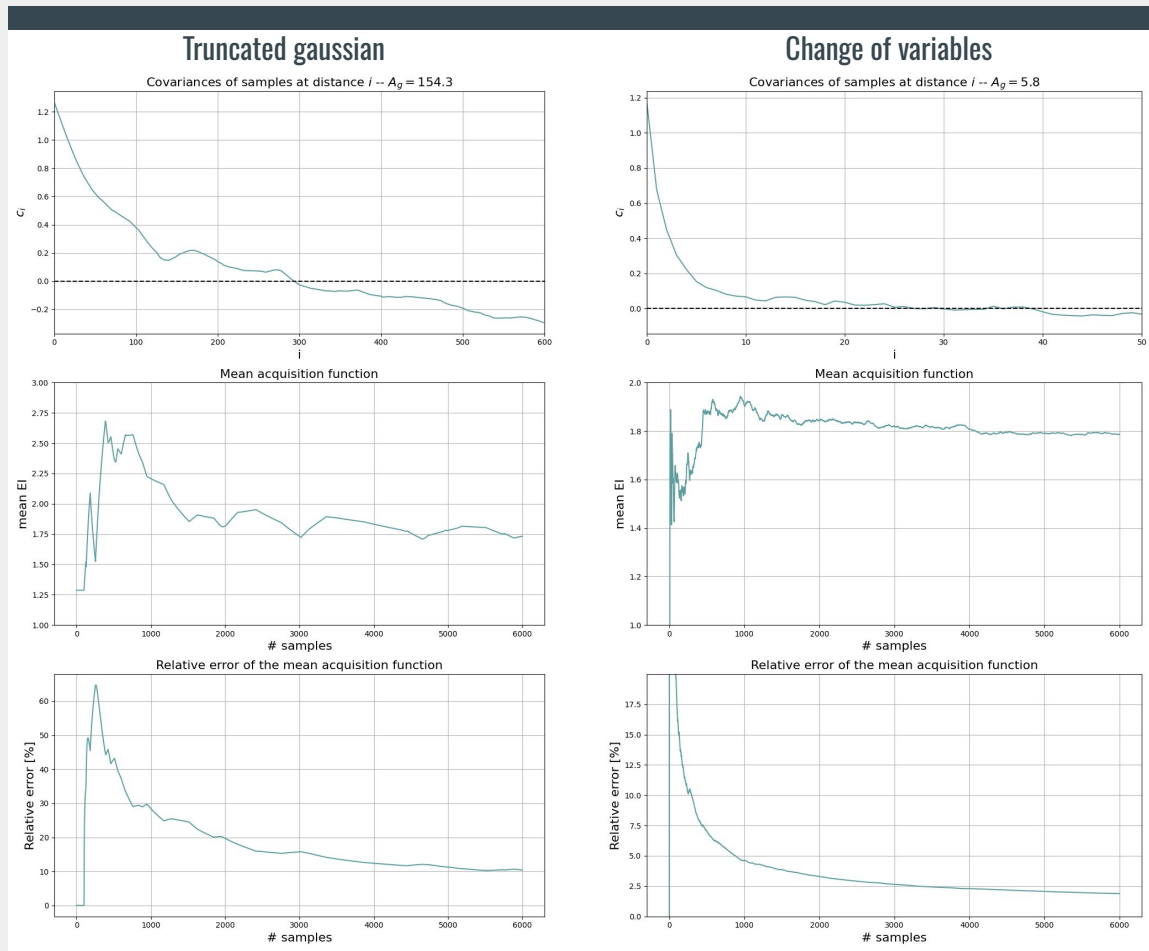 Truncated gaussian
Covariances of samples at distance i -- A_g = 154.3
1.2
1.0
0.8
0.6
0.4
0.2
0.0
−0.2
c_i
0 100 200 300 400 500 600
i
Mean acquisition function
3.00
2.75
2.50
2.25
2.00
1.75
1.50
1.25
1.00
mean EI
0 1000 2000 3000 4000 5000 6000
# samples
Relative error of the mean acquisition function
60
50
40
30
20
10
0
Relative error [%]
0 1000 2000 3000 4000 5000 6000
# samples
Change of variables
Covariances of samples at distance i -- A_g = 5.8
1.2
1.0
0.8
0.6
0.4
0.2
0.0
c_i
0 10 20 30 40 50
i
Mean acquisition function
2.0
1.8
1.6
1.4
1.2
1.0
mean EI
0 1000 2000 3000 4000 5000 6000
# samples
Relative error of the mean acquisition function
17.5
15.0
12.5
10.0
7.5
5.0
2.5
0.0
Relative error [%]
0 1000 2000 3000 4000 5000 6000
# samples